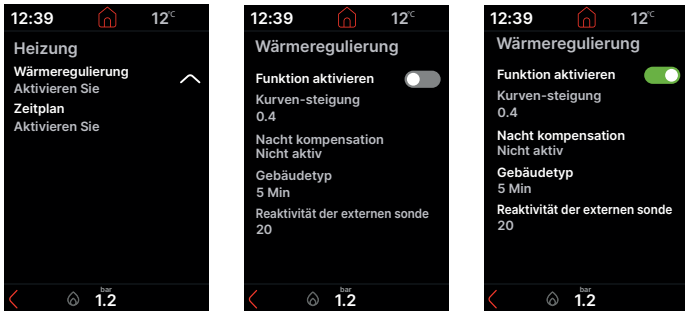 12:39
12°C
Heizung
Wärmeregulierung
Aktivieren Sie
Zeitplan
Aktivieren Sie
bar
1.2
12:39
12°C
Wärmeregulierung
Funktion aktivieren
Kurven-steigung
0.4
Nacht kompensation
Nicht aktiv
Gebäudetyp
5 Min
Reaktivität der externen sonde
20
bar
1.2
12:39
12°C
Wärmeregulierung
Funktion aktivieren
Kurven-steigung
0.4
Nacht kompensation
Nicht aktiv
Gebäudetyp
5 Min
Reaktivität der externen sonde
20
bar
1.2